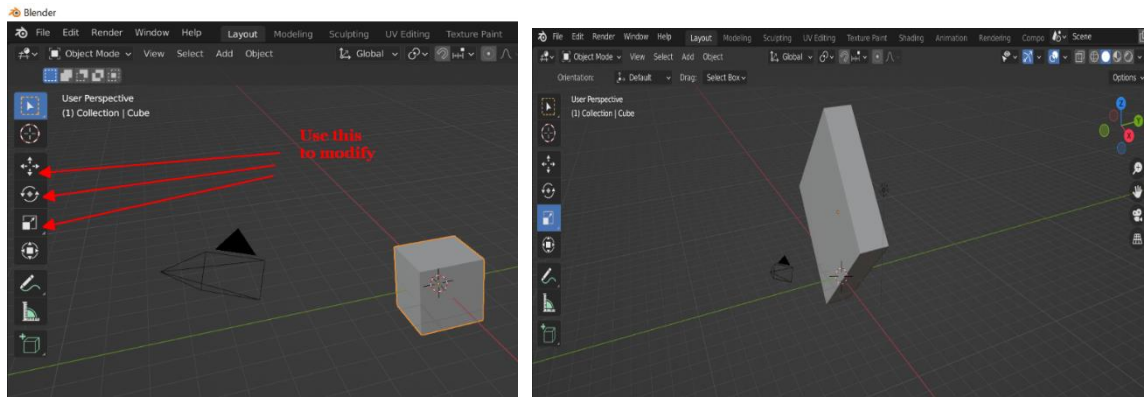 Blender
File Edit Render Window Help Layout Modeling Sculpting UV Editing Texture Paint
Object Mode View Select Add Object Global
User Perspective
(1) Collection | Cube
Use this
to modify
File Edit Render Window Help Layout Modeling Sculpting UV Editing Texture Paint Shading Animation Rendering Compo Scene
Object Mode View Select Add Object Global
Orientation: Default Drag: Select Box
Options
User Perspective
(1) Collection | Cube
Z
Y
X